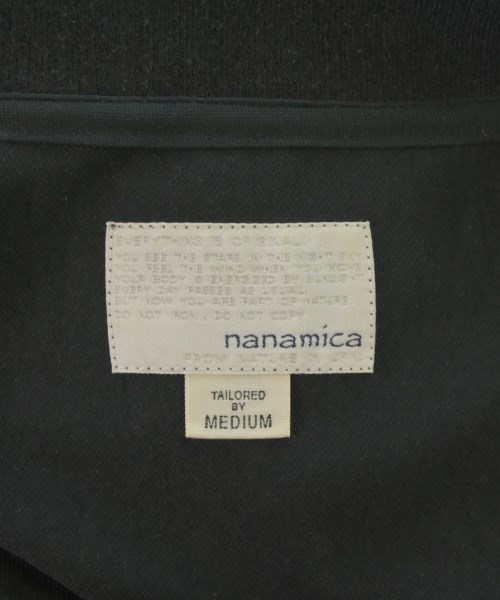 EVERYTHING IS ORIGINAL
YOU SEE THE STARS IN THE NIGHT SKY
YOU FEEL THE WIND WHEN YOU
YOUR BODY IS ENERGIZED BY SUNLIGHT
EVERY DAY PASSES AS USUAL
BUT NOW YOU ARE PART OF NATURE
DO NOT IRON. DO NOT COPY
nanamica
FROM NATURE IN
TAILORED
BY
MEDIUM